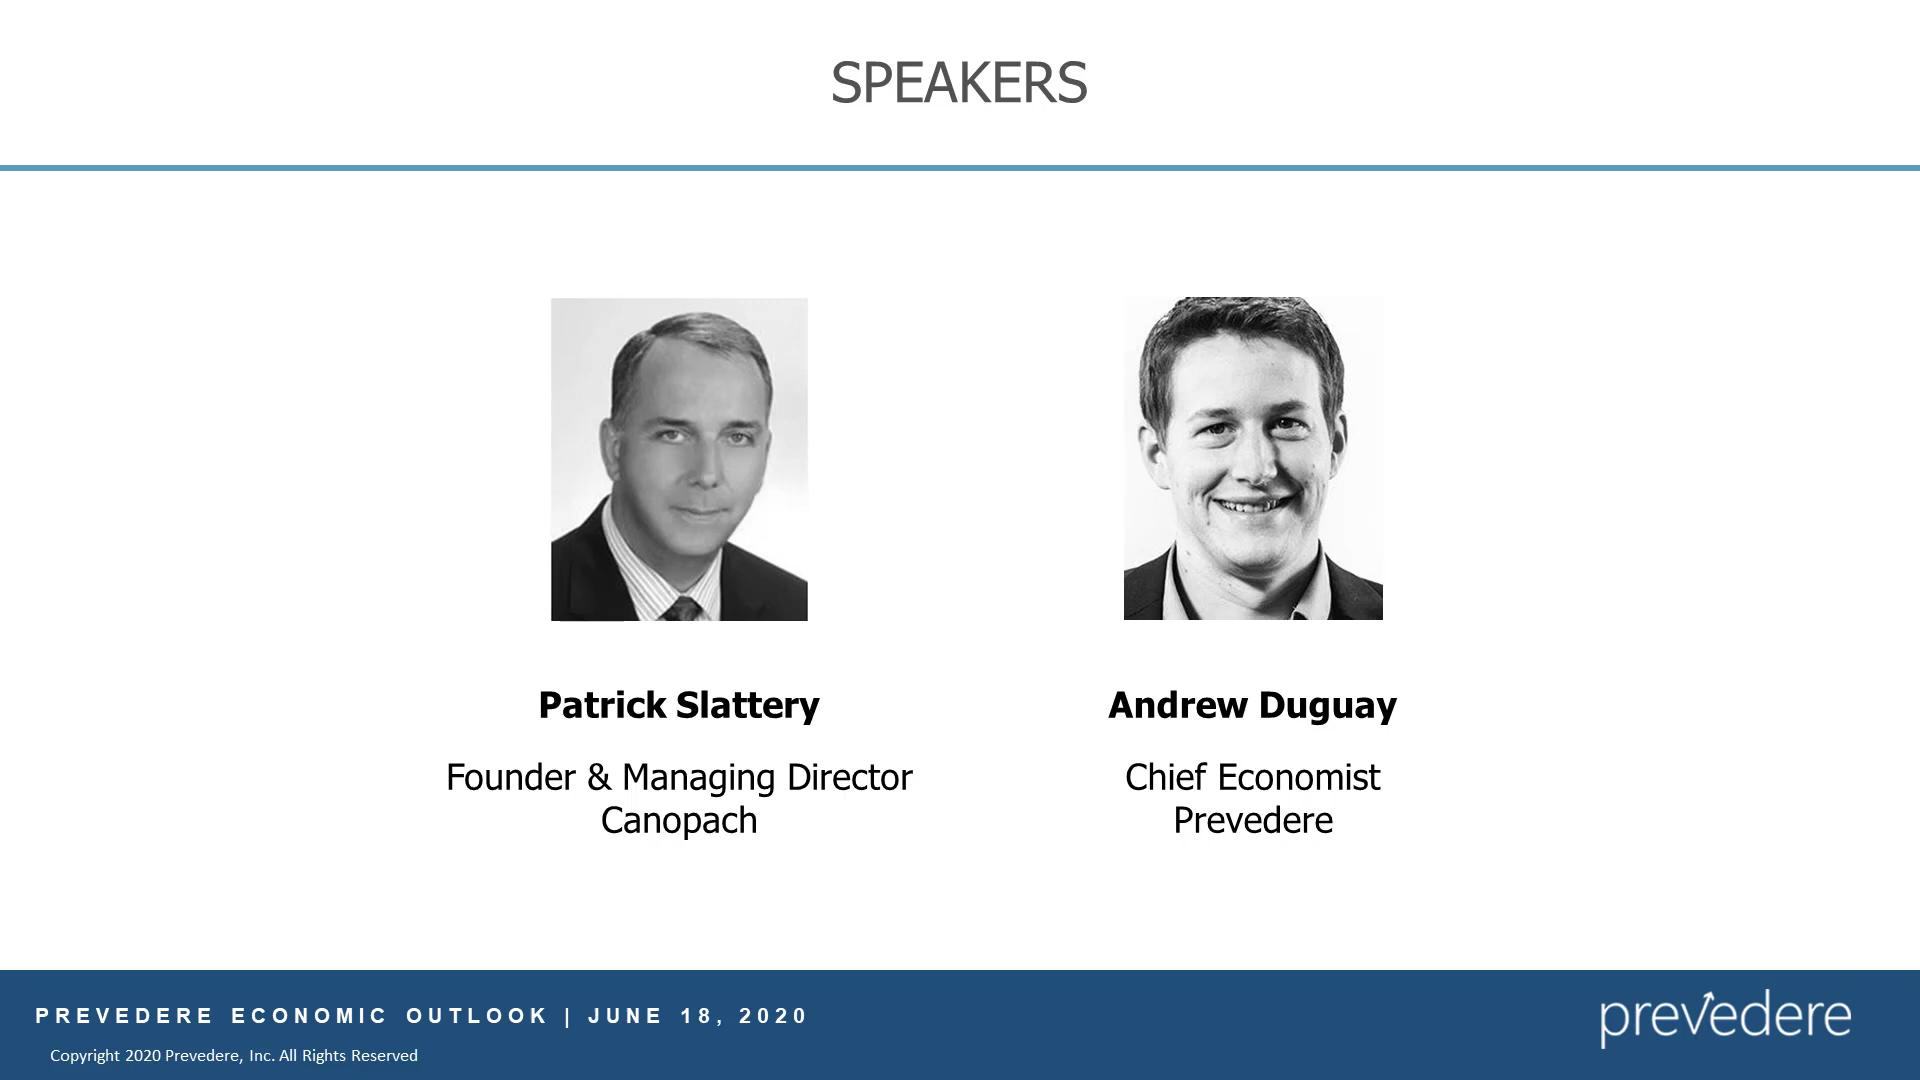 SPEAKERS
Patrick Slattery
Founder & Managing Director
Canopach
Andrew Duguay
Chief Economist
Prevedere
PREVEDERE ECONOMIC OUTLOOK | JUNE 18, 2020
Copyright 2020 Prevedere, Inc. All Rights Reserved
prevedere